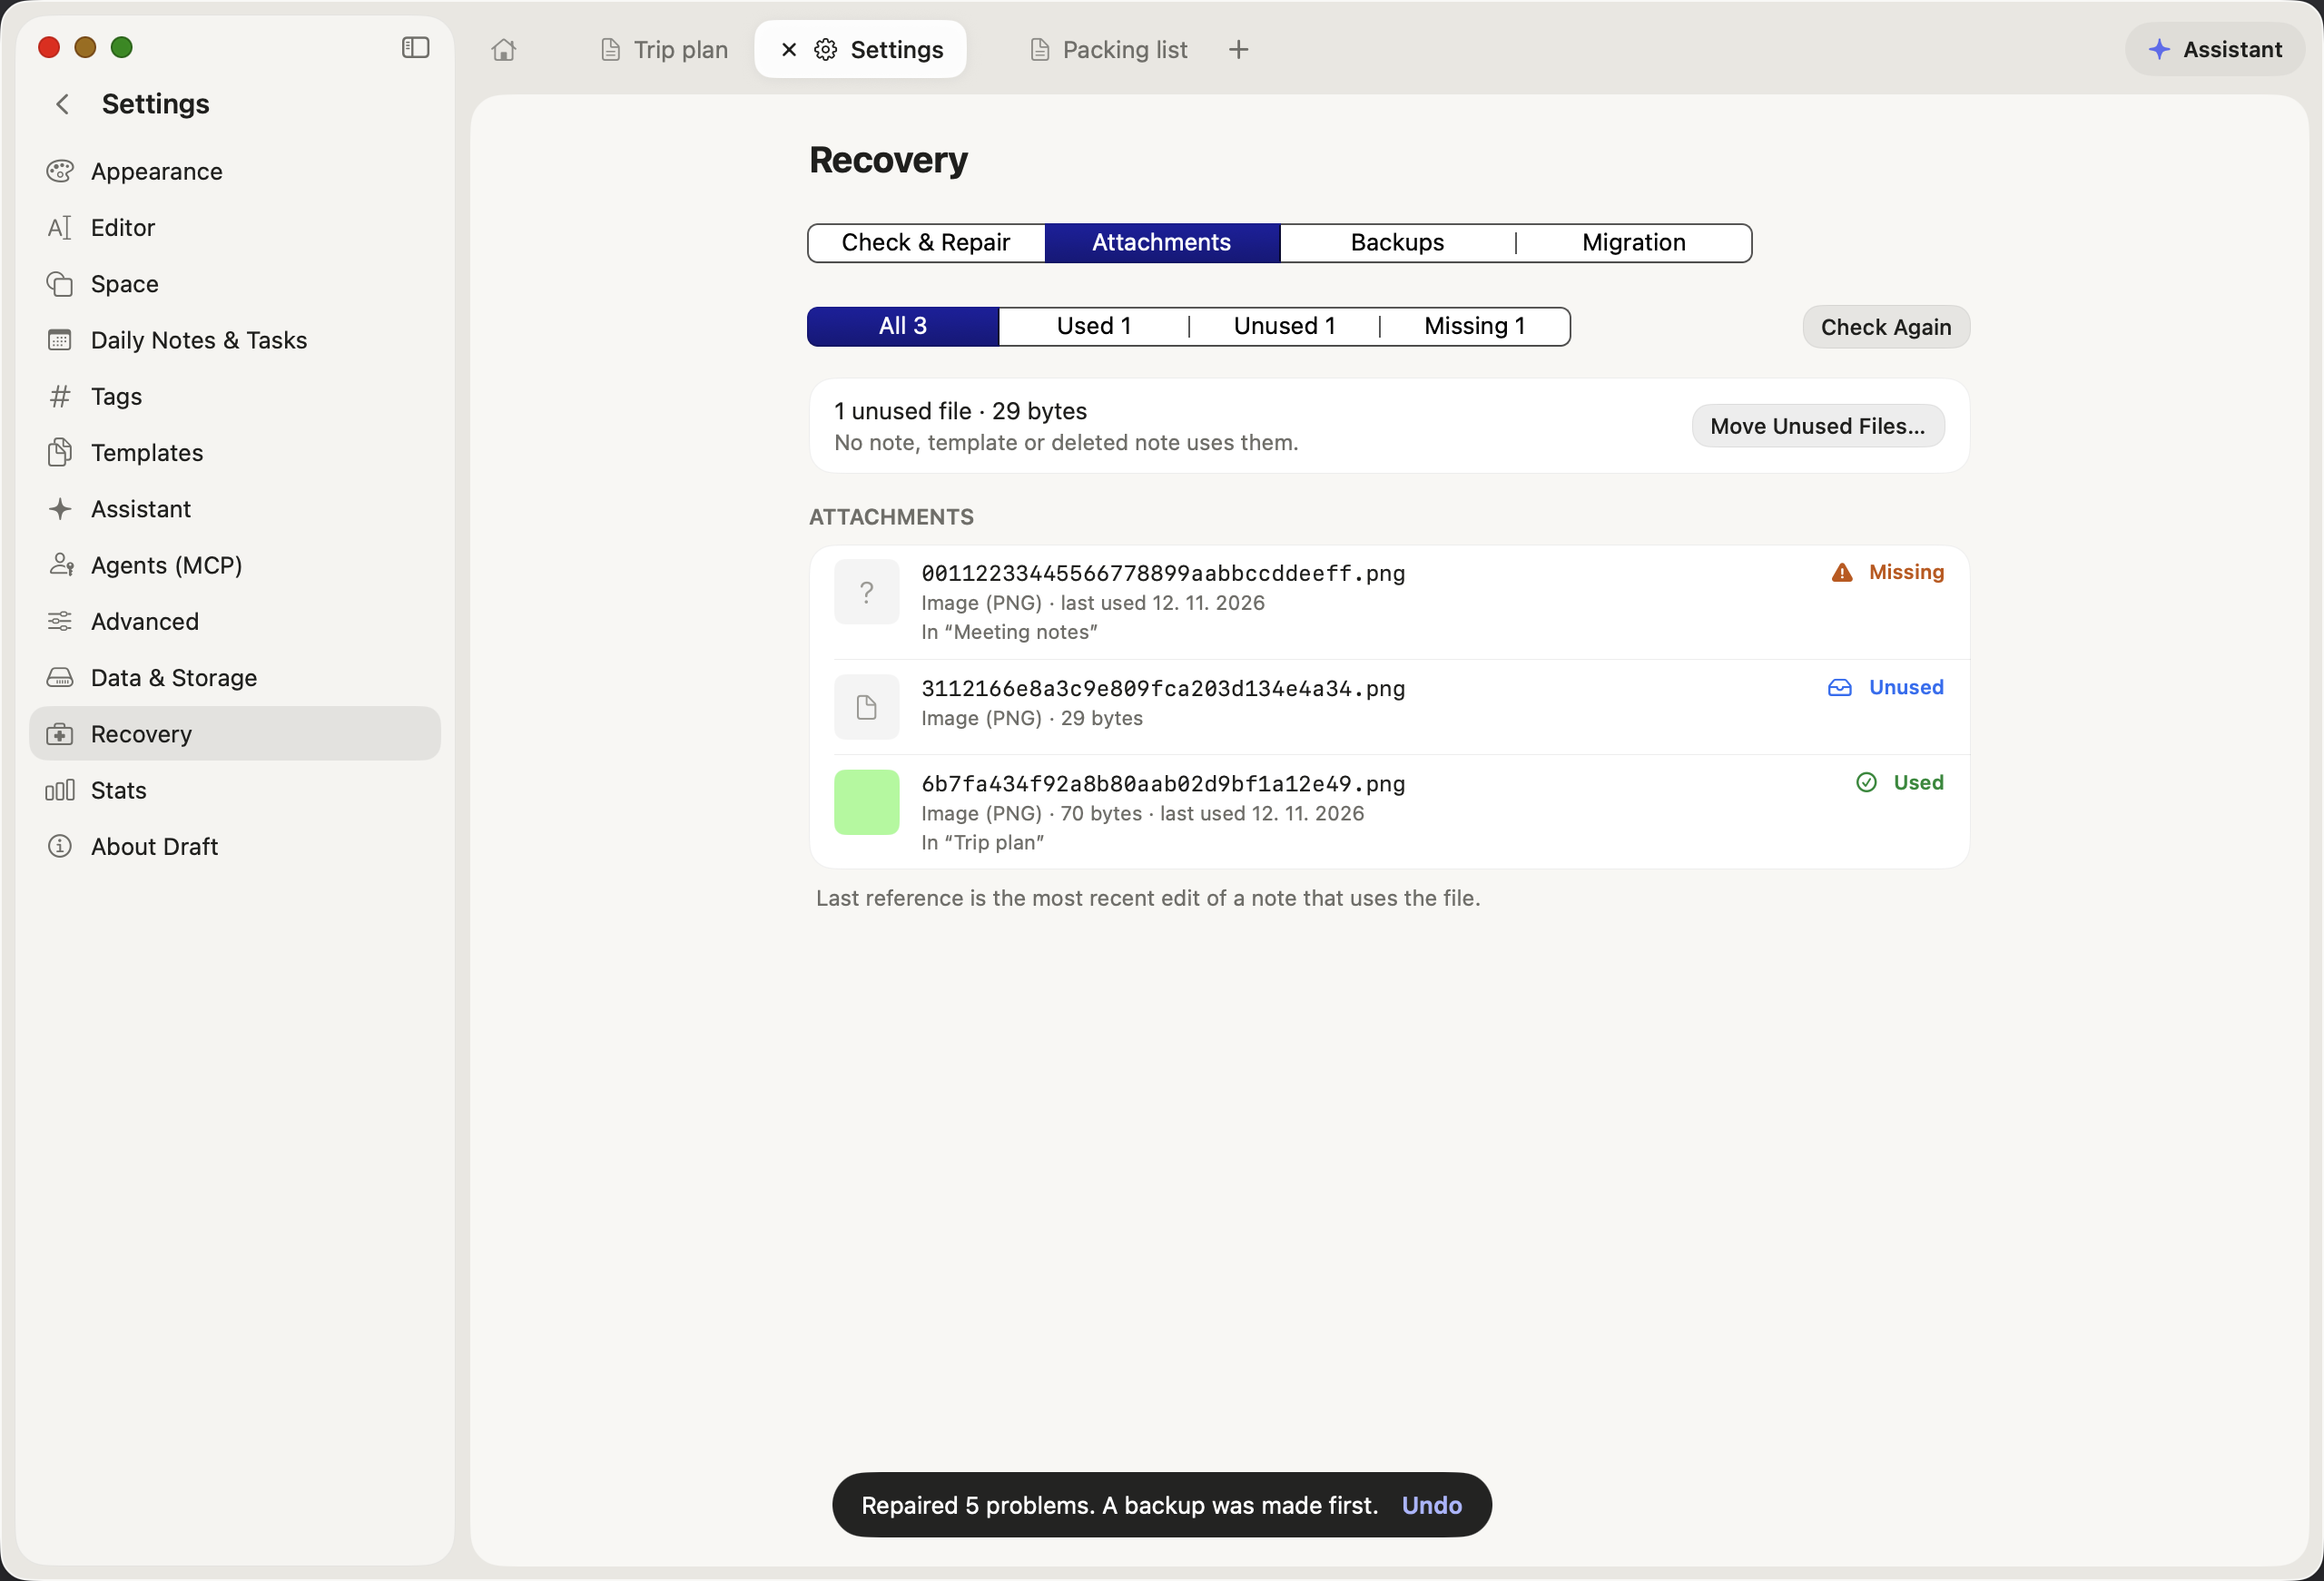 Settings
Appearance
Editor
Space
Daily Notes & Tasks
Tags
Templates
Assistant
Agents (MCP)
Advanced
Data & Storage
Recovery
Stats
About Draft
Trip plan
Settings
Packing list
Assistant
Recovery
Check & Repair
Attachments
Backups
Migration
All 3
Used 1
Unused 1
Missing 1
Check Again
1 unused file · 29 bytes
No note, template or deleted note uses them.
Move Unused Files...
ATTACHMENTS
00112233445566778899aabbccddeeff.png
Missing
Image (PNG) · last used 12. 11. 2026
In “Meeting notes”
3112166e8a3c9e809fca203d134e4a34.png
Unused
Image (PNG) · 29 bytes
6b7fa434f92a8b80aab02d9bf1a12e49.png
Used
Image (PNG) · 70 bytes · last used 12. 11. 2026
In “Trip plan”
Last reference is the most recent edit of a note that uses the file.
Repaired 5 problems. A backup was made first.
Undo